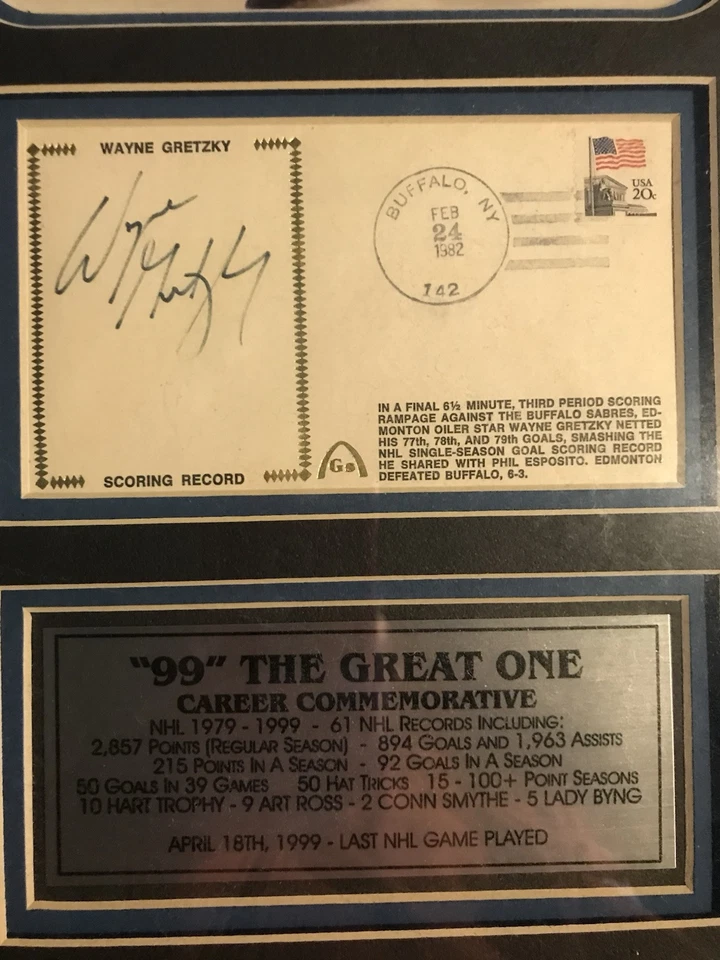 WAYNE GRETZKY
Wayne Gretzky
SCORING RECORD
BUFFALO, NY
FEB
24
1982
142
USA
20c
IN A FINAL 6½ MINUTE, THIRD PERIOD SCORING
RAMPAGE AGAINST THE BUFFALO SABRES, ED-
MONTON OILER STAR WAYNE GRETZKY NETTED
HIS 77th, 78th, AND 79th GOALS, SMASHING THE
NHL SINGLE-SEASON GOAL SCORING RECORD
HE SHARED WITH PHIL ESPOSITO. EDMONTON
DEFEATED BUFFALO, 6-3.
"99" THE GREAT ONE
CAREER COMMEMORATIVE
NHL 1979 - 1999 - 61 NHL RECORDS INCLUDING:
2,857 POINTS (REGULAR SEASON) - 894 GOALS AND 1,963 ASSISTS
215 POINTS IN A SEASON - 92 GOALS IN A SEASON
50 GOALS IN 39 GAMES 50 HAT TRICKS 15 - 100+ POINT SEASONS
10 HART TROPHY - 9 ART ROSS - 2 CONN SMYTHE - 5 LADY BYNG
APRIL 18TH, 1999 - LAST NHL GAME PLAYED